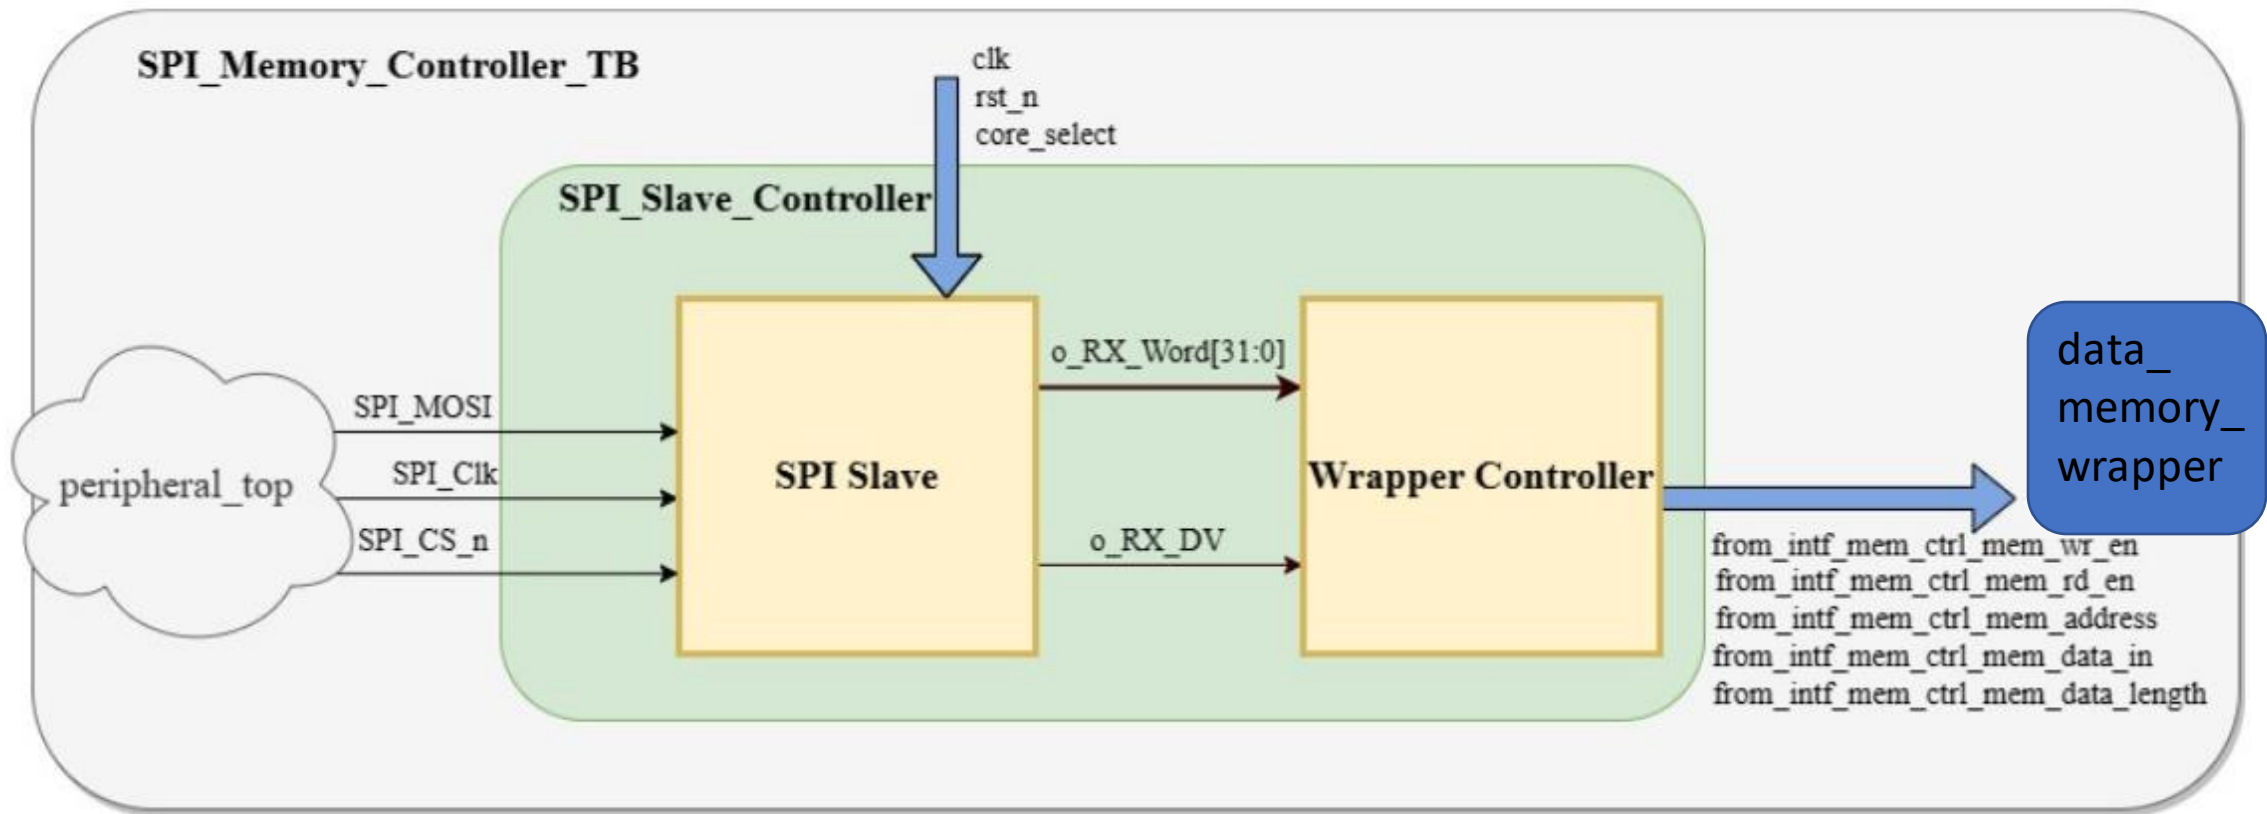 SPI_Memory_Controller_TB
clk
rst_n
core_select
SPI_Slave_Controller
peripheral_top
SPI_MOSI
SPI_Clk
SPI_CS_n
SPI Slave
o_RX_Word[31:0]
o_RX_DV
Wrapper Controller
data_
memory_
wrapper
from_intf_mem_ctrl_mem_wr_en
from_intf_mem_ctrl_mem_rd_en
from_intf_mem_ctrl_mem_address
from_intf_mem_ctrl_mem_data_in
from_intf_mem_ctrl_mem_data_length